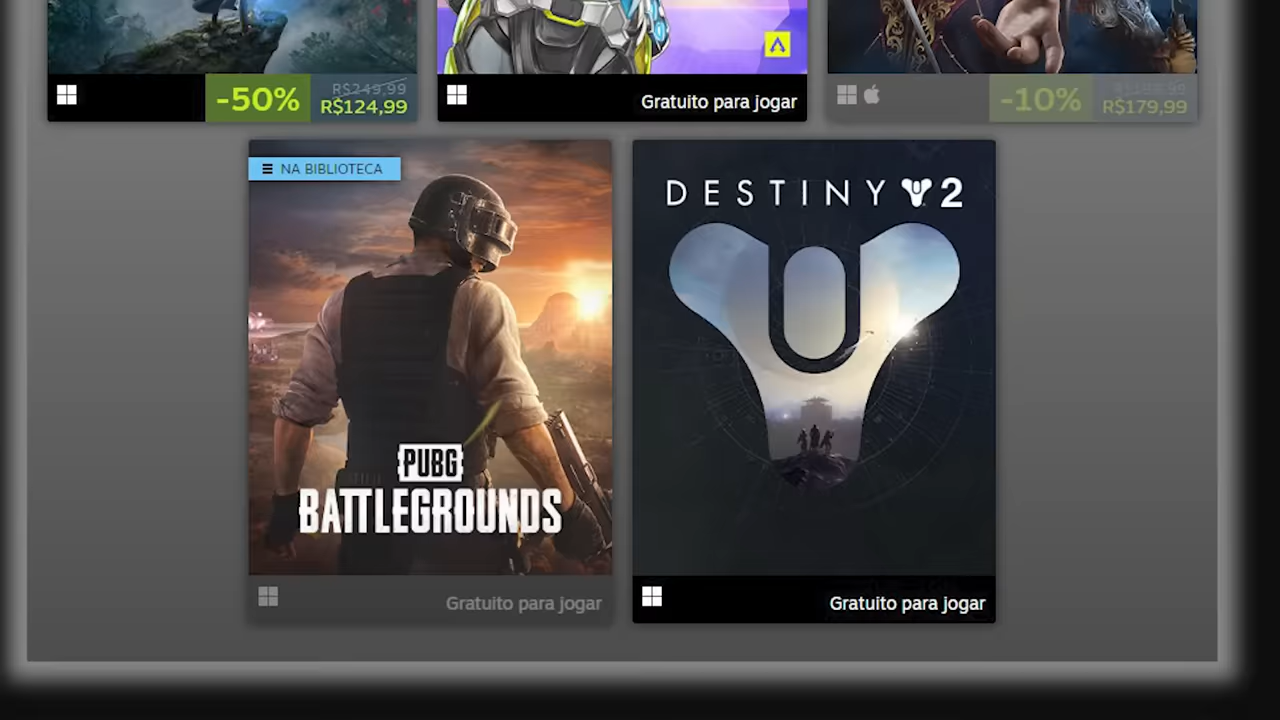 -50%
R$249,99
R$124,99
Gratuito para jogar
-10%
R$179,99
NA BIBLIOTECA
PUBG
BATTLEGROUNDS
Gratuito para jogar
DESTINY 2
Gratuito para jogar